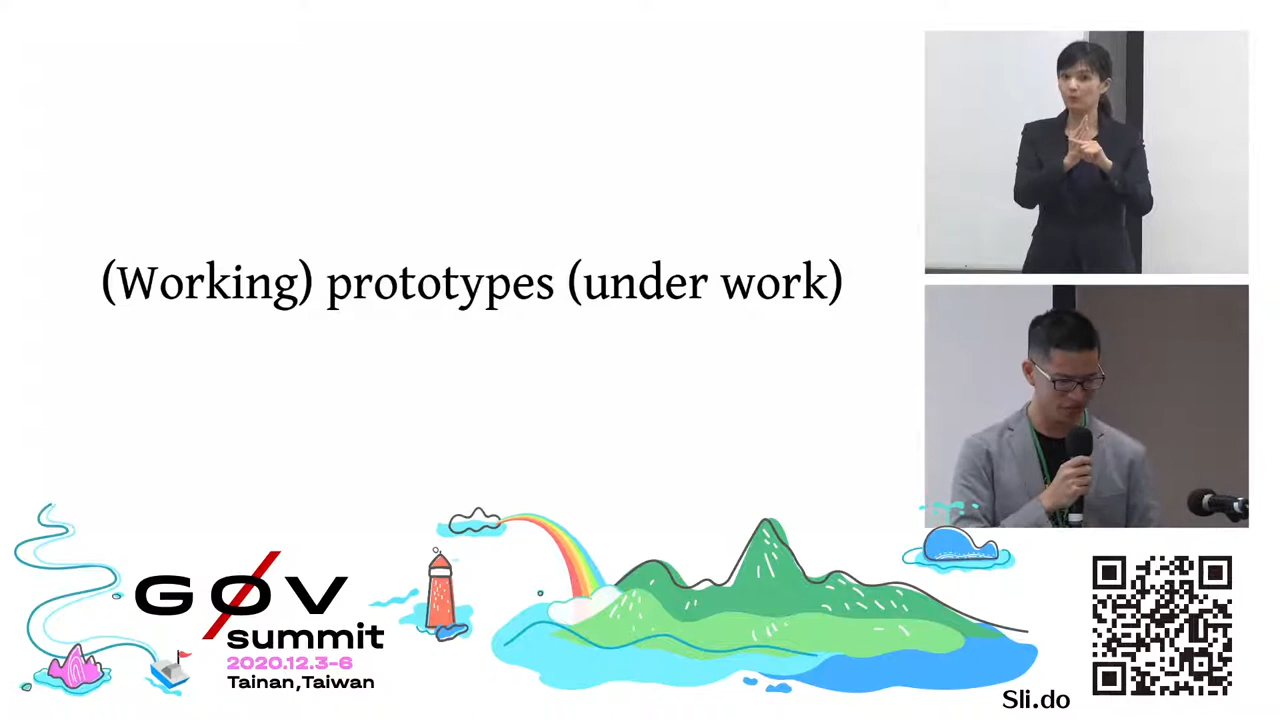 (Working) prototypes (under work)
GØV
summit
2020.12.3-6
Tainan,Taiwan
Sli.do